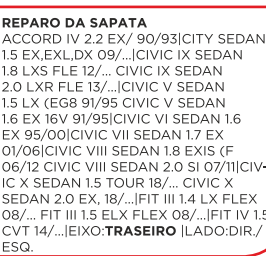 REPARO DA SAPATA
ACCORD IV 2.2 EX/ 90/93|CITY SEDAN
1.5 EX,EXL,DX 09/...|CIVIC IX SEDAN
1.8 LXS FLE 12/... CIVIC IX SEDAN
2.0 LXR FLE 13/...|CIVIC V SEDAN
1.5 LX (EG8 91/95 CIVIC V SEDAN
1.6 EX 16V 91/95|CIVIC VI SEDAN 1.6
EX 95/00|CIVIC VII SEDAN 1.7 EX
01/06|CIVIC VIII SEDAN 1.8 EXIS (F
06/12 CIVIC VIII SEDAN 2.0 SI 07/11|CIV-
IC X SEDAN 1.5 TOUR 18/... CIVIC X
SEDAN 2.0 EX, 18/...|FIT III 1.4 LX FLEX
08/... FIT III 1.5 ELX FLEX 08/...|FIT IV 1.5
CVT 14/...|EIXO:TRASEIRO |LADO:DIR./
ESQ.